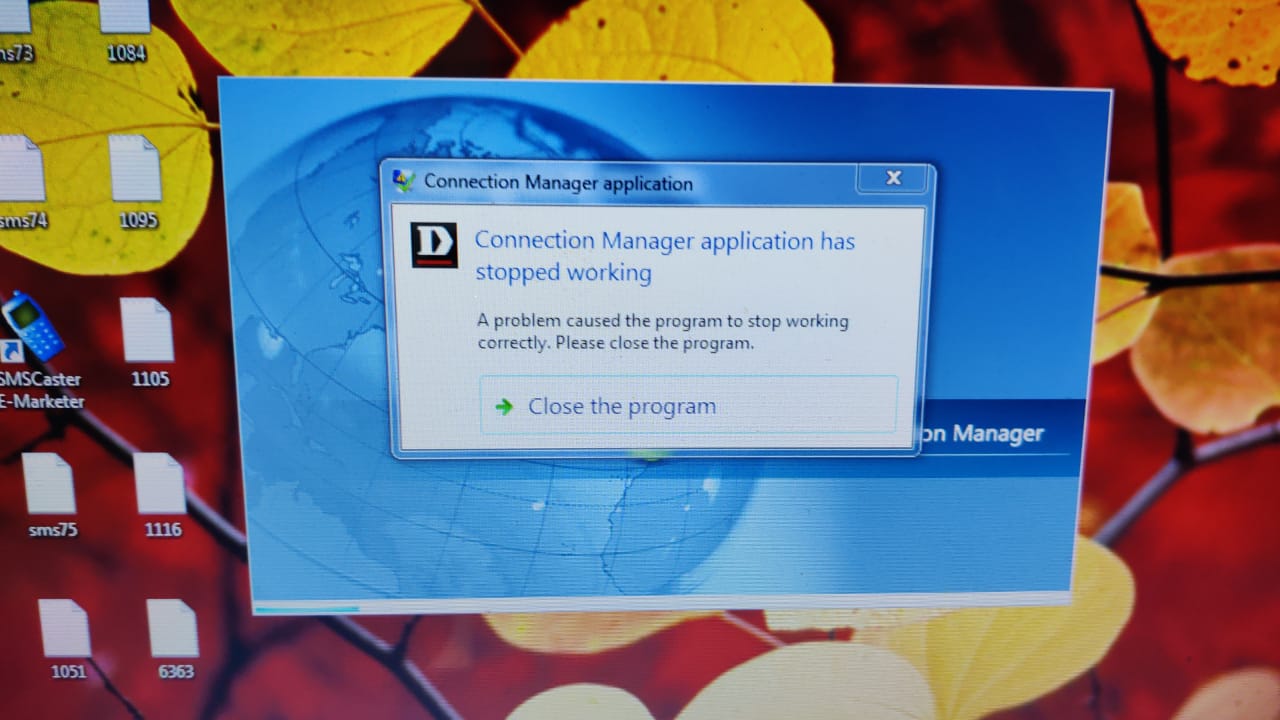 1084
Connection Manager application
Connection Manager application has
stopped working
A problem caused the program to stop working
correctly. Please close the program.
Close the program
on Manager
sms74
1095
SMSCaster
E-Marketer
1105
sms75
1116
1051
6363